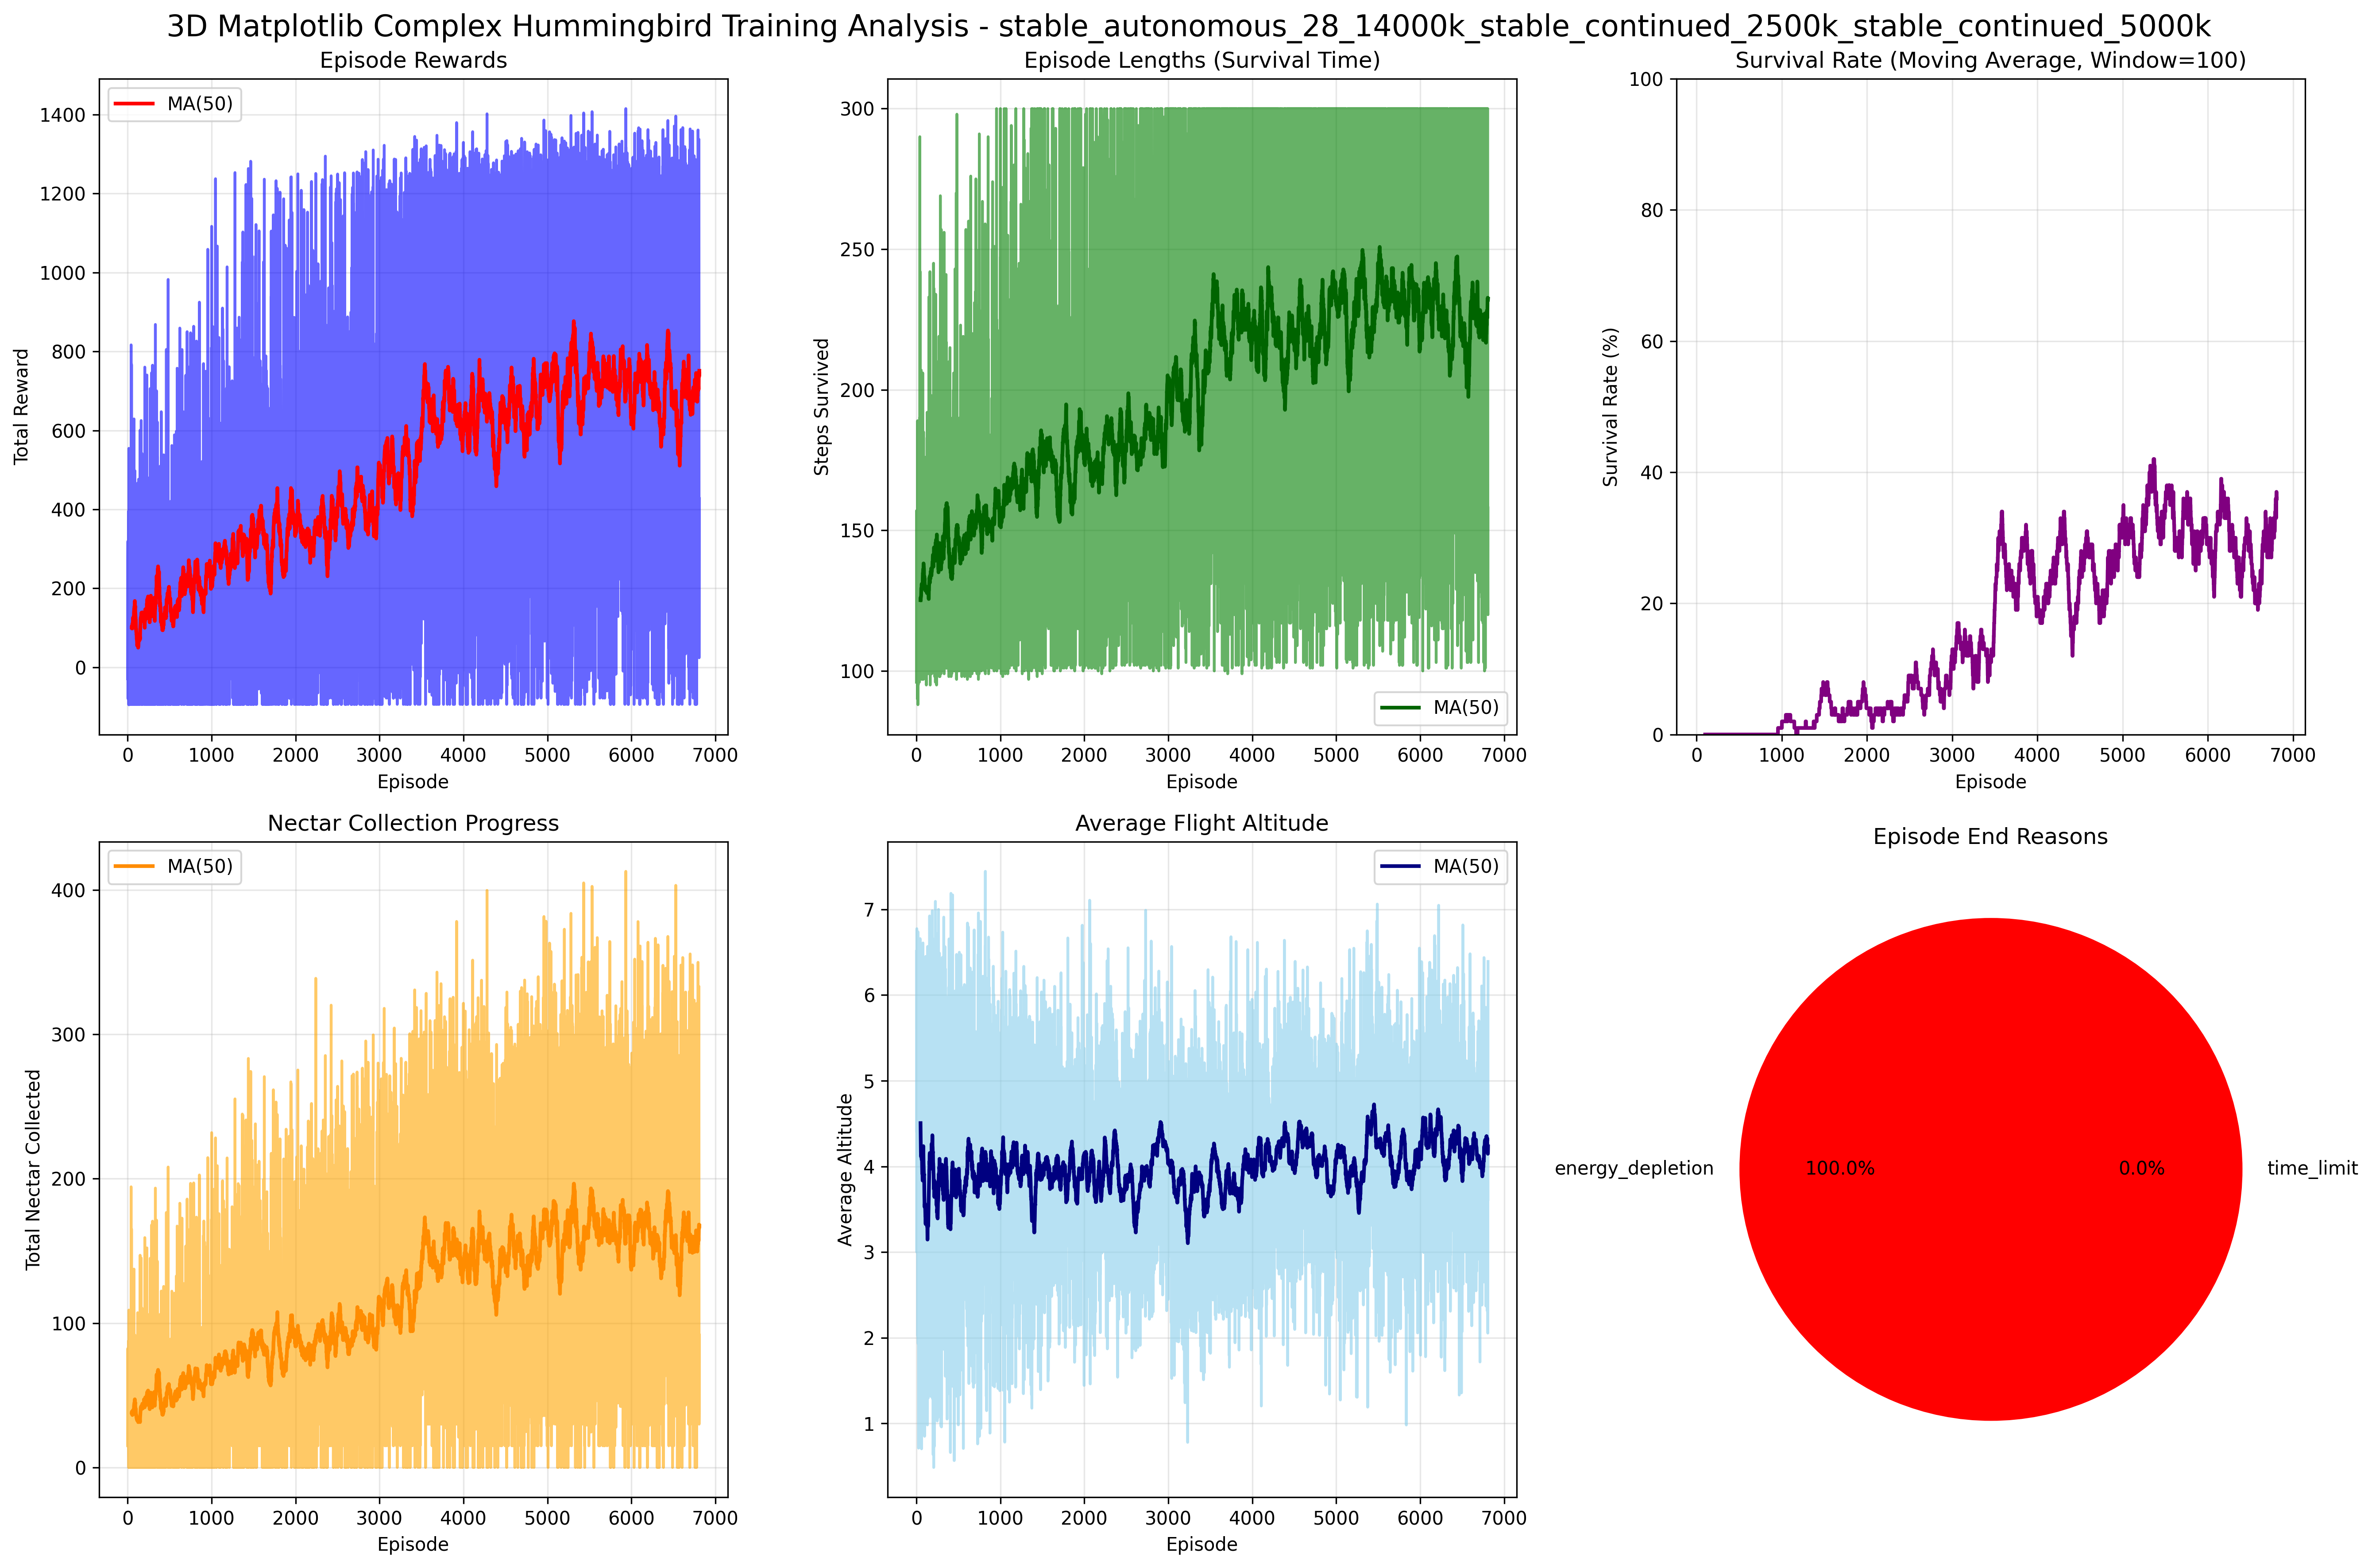 3D Matplotlib Complex Hummingbird Training Analysis - stable_autonomous_28_14000k_stable_continued_2500k_stable_continued_5000k
Episode Rewards
MA(50)
1400
1200
1000
800
600
400
200
0
Total Reward
0 1000 2000 3000 4000 5000 6000 7000
Episode
Episode Lengths (Survival Time)
300
250
200
150
100
Steps Survived
MA(50)
0 1000 2000 3000 4000 5000 6000 7000
Episode
Survival Rate (Moving Average, Window=100)
100
80
60
40
20
0
Survival Rate (%)
0 1000 2000 3000 4000 5000 6000 7000
Episode
Nectar Collection Progress
MA(50)
400
300
200
100
0
Total Nectar Collected
0 1000 2000 3000 4000 5000 6000 7000
Episode
Average Flight Altitude
MA(50)
7
6
5
4
3
2
1
Average Altitude
0 1000 2000 3000 4000 5000 6000 7000
Episode
Episode End Reasons
energy_depletion 100.0% 0.0% time_limit